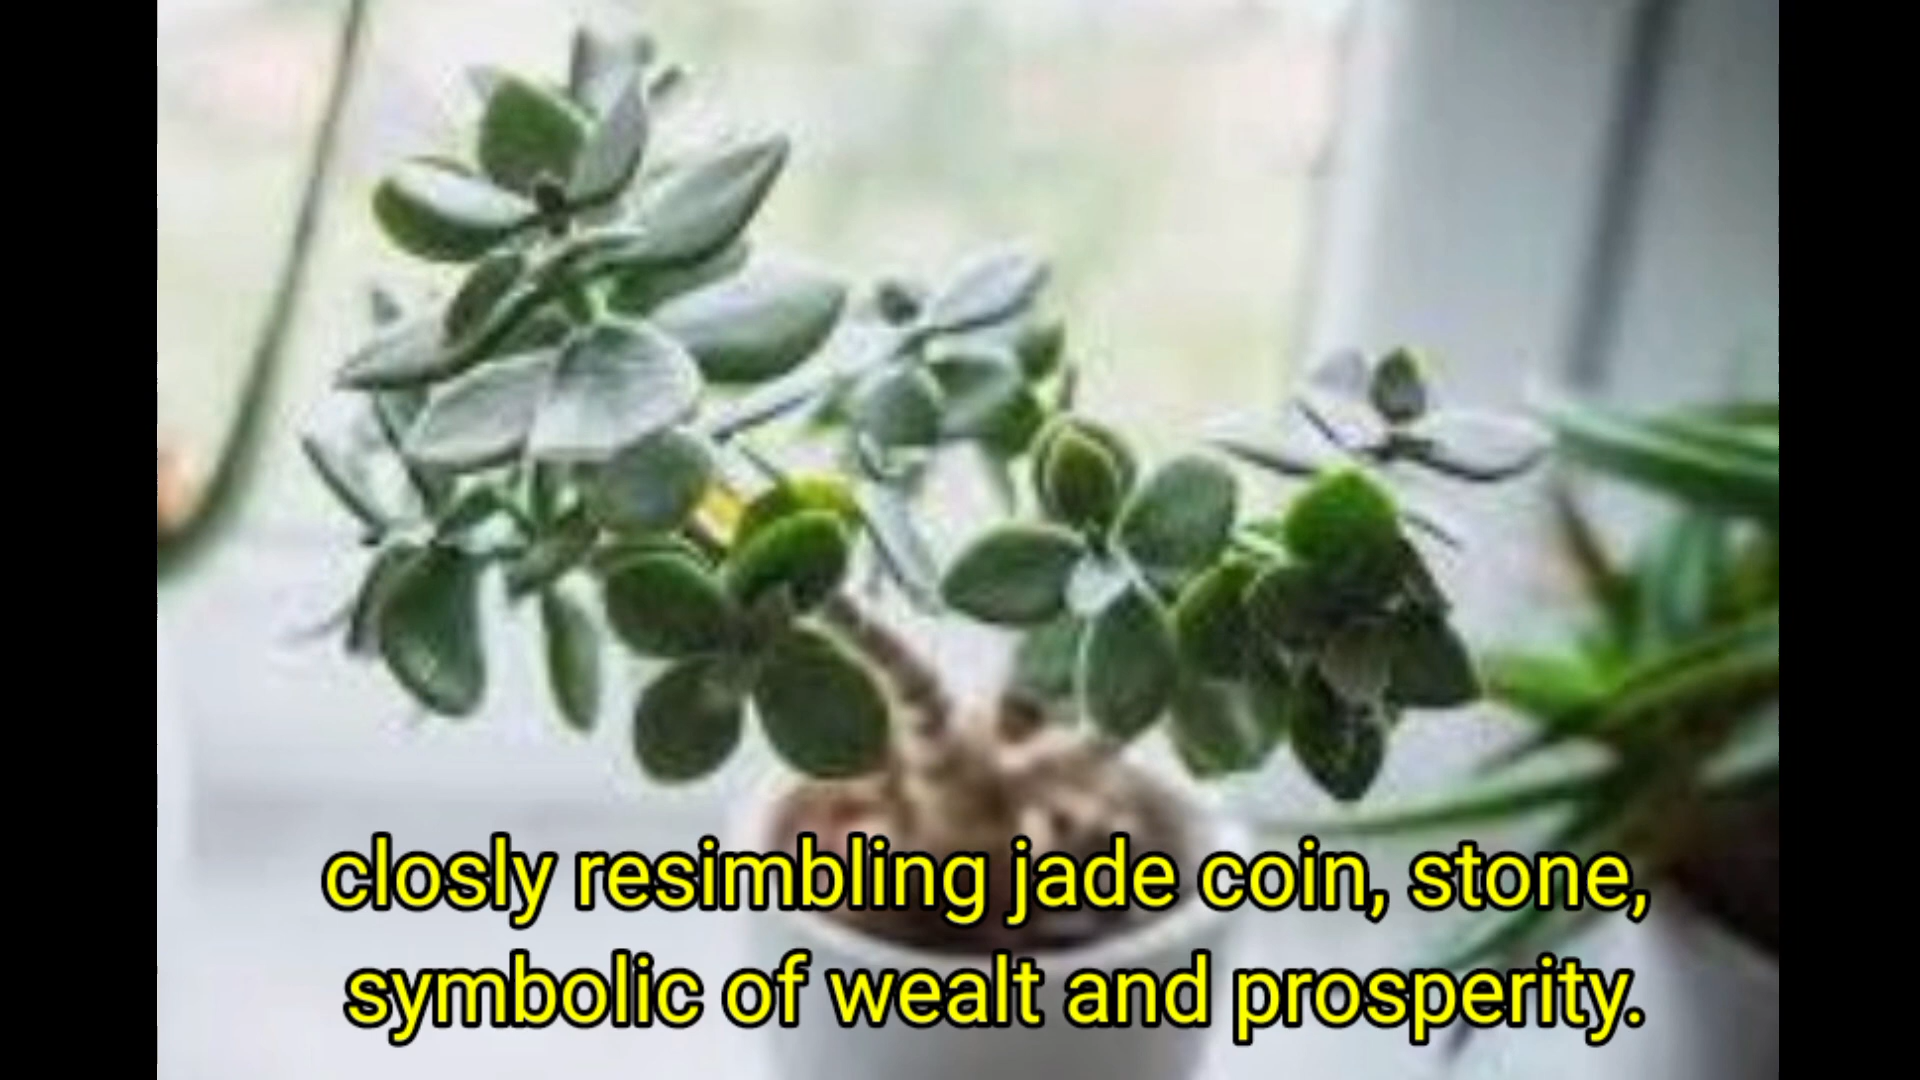 closly resimbling jade coin, stone,
symbolic of wealt and prosperity.